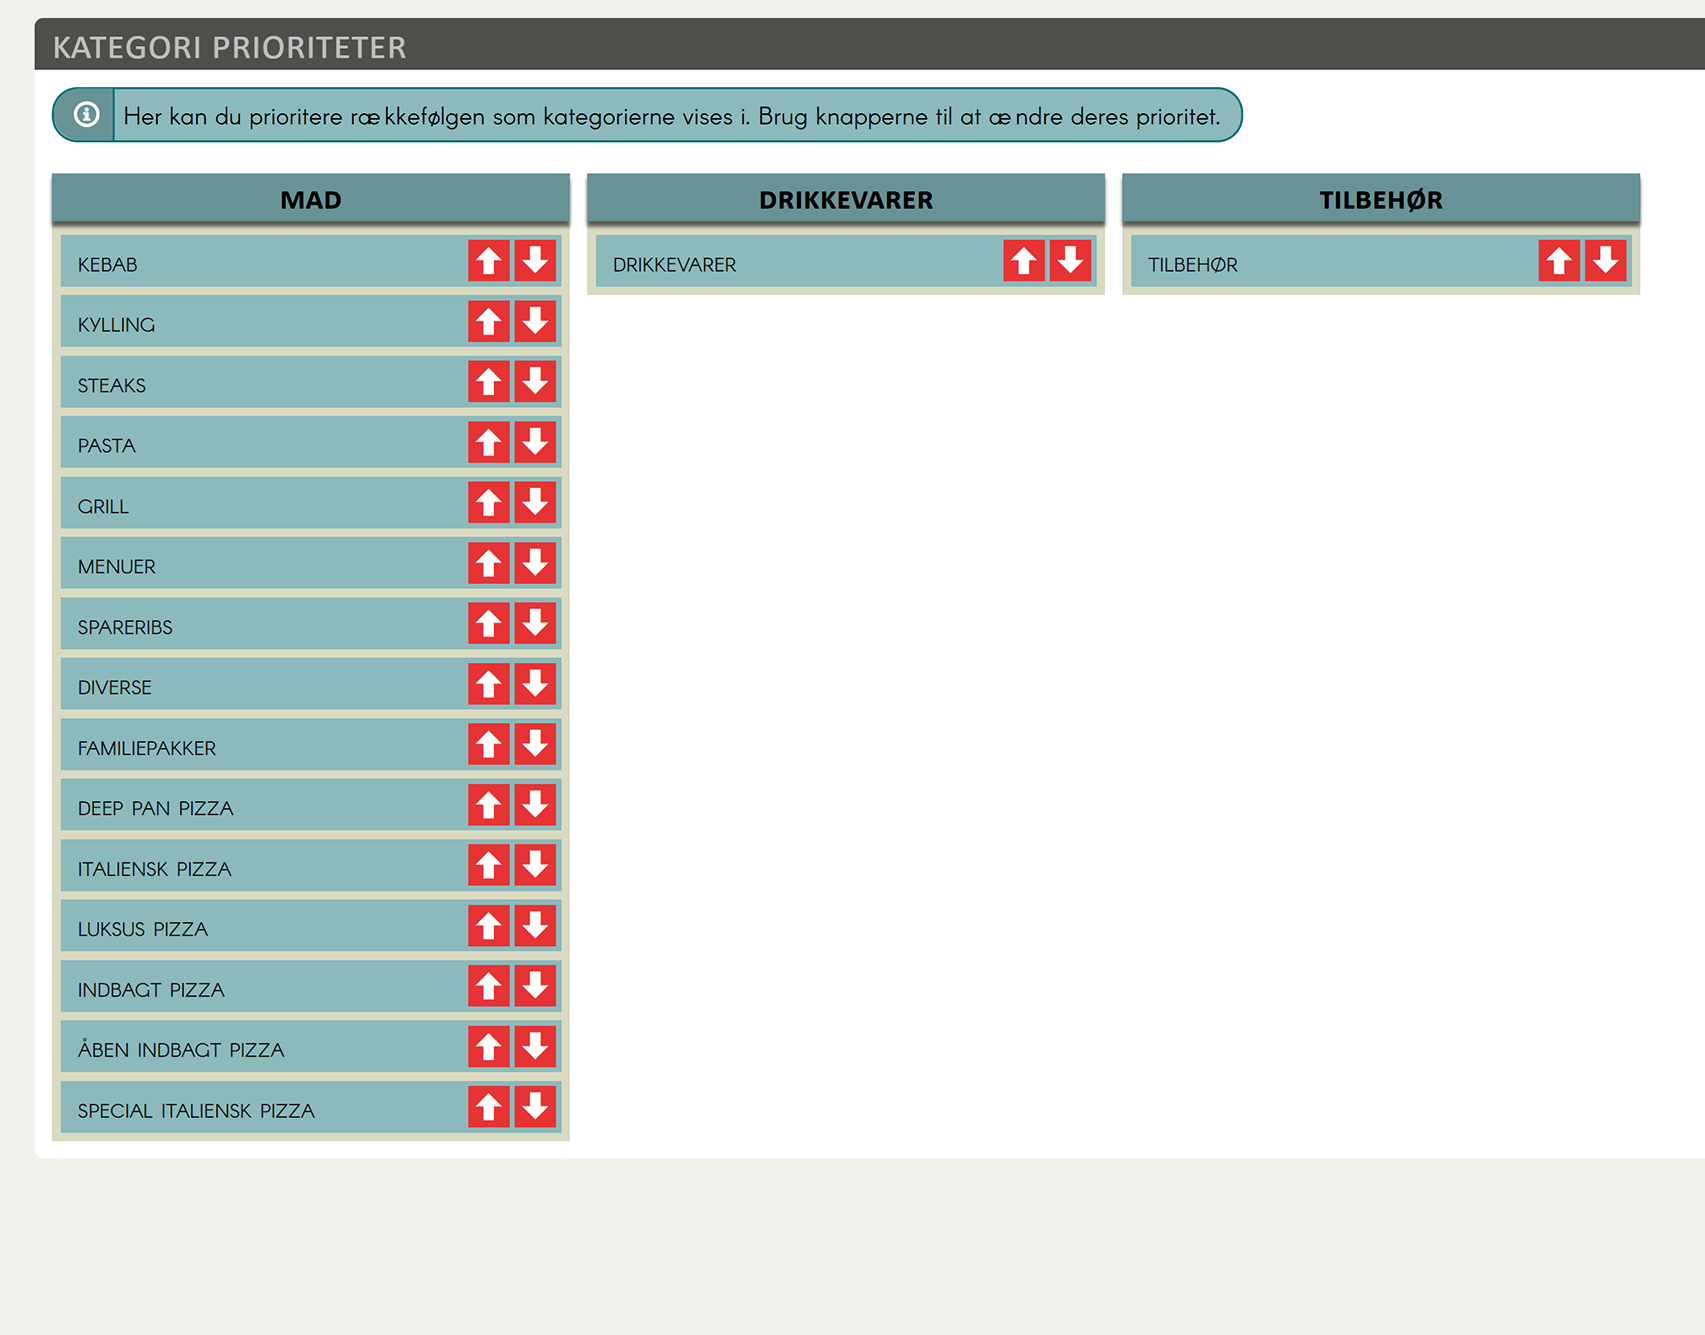 KATEGORI PRIORITETER
Her kan du prioritere rækkefølgen som kategorierne vises i. Brug knapperne til at ændre deres prioritet.
MAD
KEBAB
KYLLING
STEAKS
PASTA
GRILL
MENUER
SPARERIBS
DIVERSE
FAMILIEPAKKER
DEEP PAN PIZZA
ITALIENSK PIZZA
LUKSUS PIZZA
INDBAGT PIZZA
ÅBEN INDBAGT PIZZA
SPECIAL ITALIENSK PIZZA
DRIKKEVARER
DRIKKEVARER
TILBEHØR
TILBEHØR